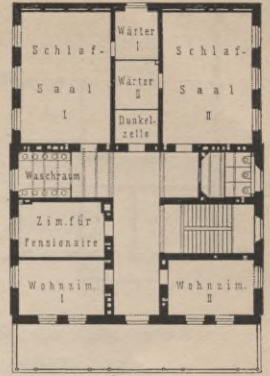 Schlaf-
Saal
I
Wärter
I
Wärter
II
Dunkel-
zelle
Schlaf-
Saal
II
Waschraum
Zim. für
Pensionaire
Wohnzim.
I
Wohnzim.
II